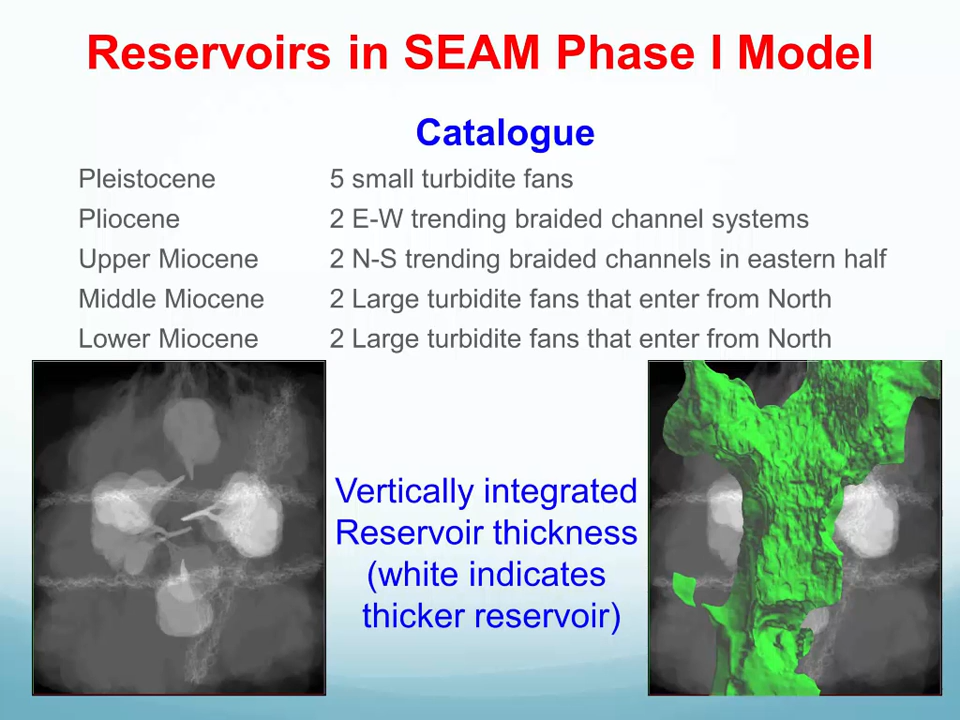 Reservoirs in SEAM Phase I Model
Catalogue
Pleistocene 5 small turbidite fans
Pliocene 2 E-W trending braided channel systems
Upper Miocene 2 N-S trending braided channels in eastern half
Middle Miocene 2 Large turbidite fans that enter from North
Lower Miocene 2 Large turbidite fans that enter from North
Vertically integrated
Reservoir thickness
(white indicates
thicker reservoir)